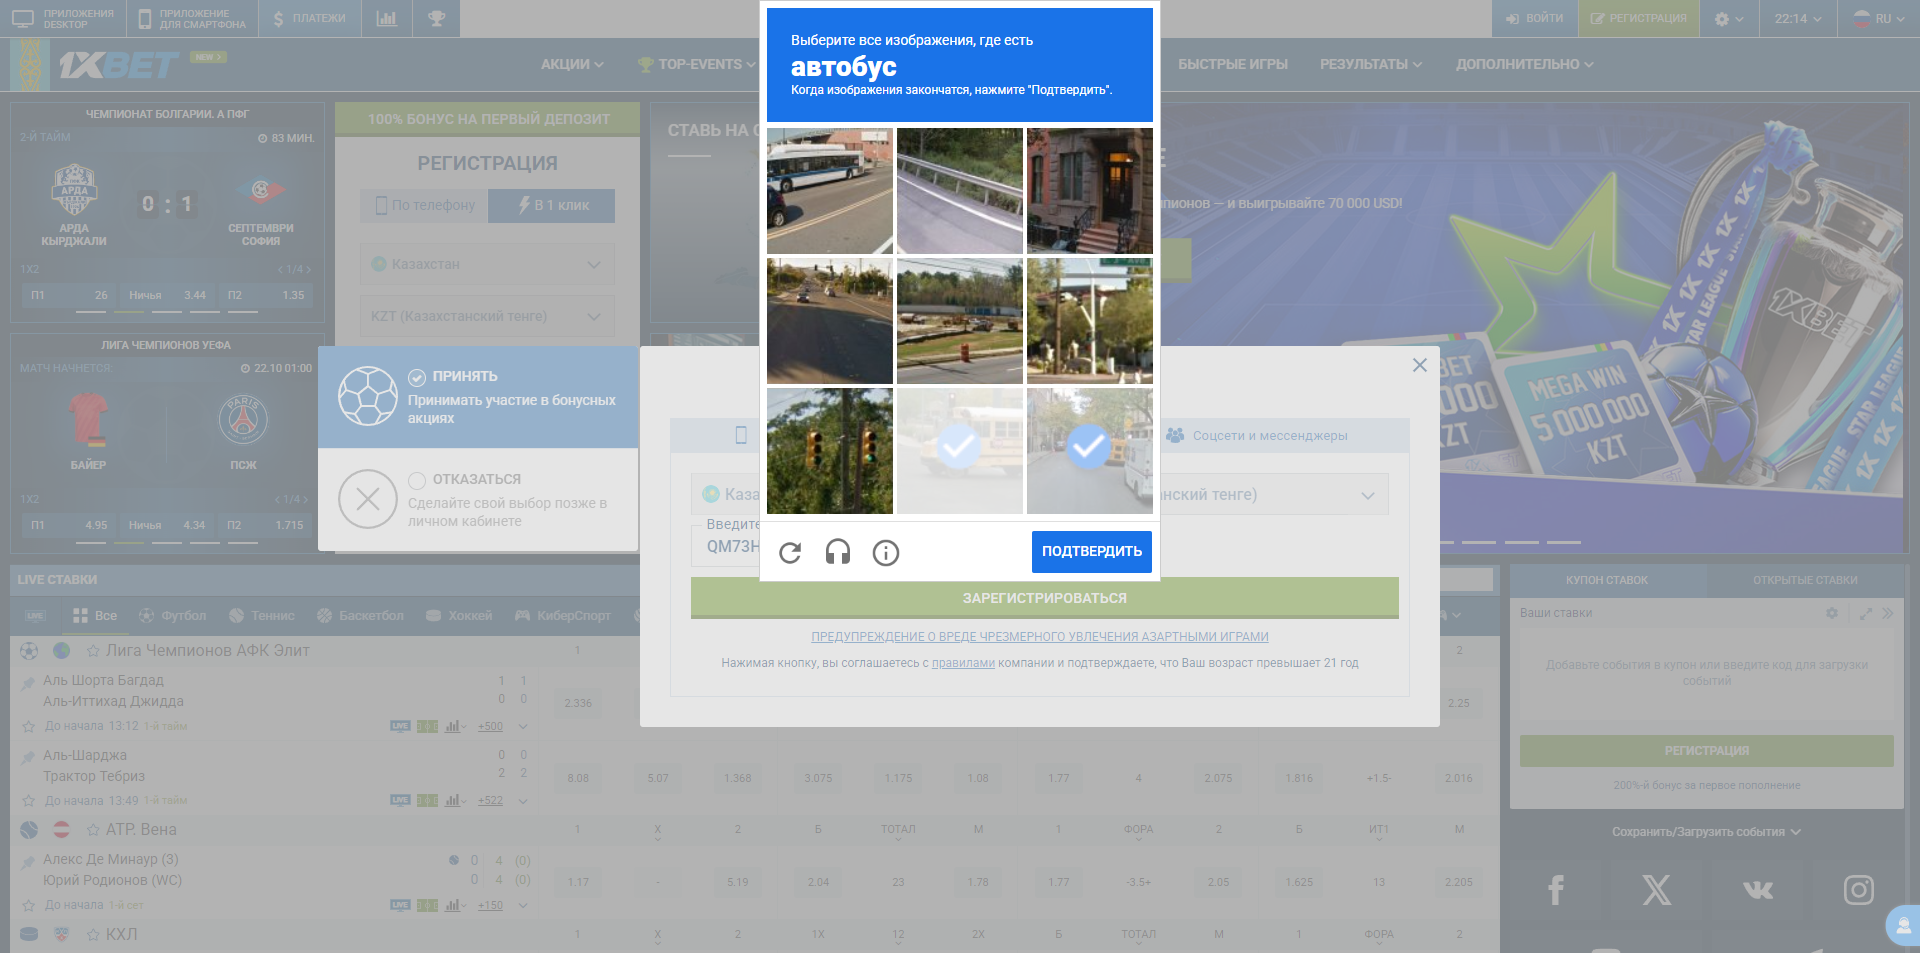 ПРИЛОЖЕНИЯ
DESKTOP
ПРИЛОЖЕНИЕ
ДЛЯ СМАРТФОНА
ПЛАТЕЖИ
ВОЙТИ
РЕГИСТРАЦИЯ
22:14
RU
1XBET
NEW >
АКЦИИ
TOP-EVENTS
БЫСТРЫЕ ИГРЫ
РЕЗУЛЬТАТЫ
ДОПОЛНИТЕЛЬНО
Выберите все изображения, где есть
автобус
Когда изображения закончатся, нажмите "Подтвердить".
ПОДТВЕРДИТЬ
ЧЕМПИОНАТ БОЛГАРИИ. А ПФГ
2-Й ТАЙМ
83 МИН.
0 : 1
АРДА
КЫРДЖАЛИ
СЕПТЕМВРИ
СОФИЯ
1X2
< 1/4 >
П1 26
Ничья 3.44
П2 1.35
ЛИГА ЧЕМПИОНОВ УЕФА
МАТЧ НАЧНЕТСЯ
22.10 01:00
PARIS
БАЙЕР
ПСЖ
1X2
< 1/4 >
П1 4.95
Ничья 4.34
П2 1.715
100% БОНУС НА ПЕРВЫЙ ДЕПОЗИТ
РЕГИСТРАЦИЯ
По телефону
В 1 клик
Казахстан
KZT (Казахстанский тенге)
СТАВЬ НА С
Е
пионов — и выигрывайте 70 000 USD!
MEGA WIN
5 000 000
KZT
1XBET
STAR LEAGUE
ПРИНЯТЬ
Принимать участие в бонусных
акциях
ОТКАЗАТЬСЯ
Сделайте свой выбор позже в
личном кабинете
Соцсети и мессенджеры
Каза
нский тенге)
Введите
QM73H
ЗАРЕГИСТРИРОВАТЬСЯ
ПРЕДУПРЕЖДЕНИЕ О ВРЕДЕ ЧРЕЗМЕРНОГО УВЛЕЧЕНИЯ АЗАРТНЫМИ ИГРАМИ
Нажимая кнопку, вы соглашаетесь с правилами компании и подтверждаете, что Ваш возраст превышает 21 год
LIVE СТАВКИ
LIVE
Все
Футбол
Теннис
Баскетбол
Хоккей
КиберСпорт
Лига Чемпионов АФК Элит
1
2
Аль Шорта Багдад 1 1
Аль-Иттихад Джидда 0 0
2.336
2.25
До начала 13:12 1-й тайм LIVE +500
Аль-Шарджа 0 0
Трактор Тебриз 2 2
8.08 5.07 1.368 3.075 1.175 1.08 1.77 4 2.075 1.816 +1.5- 2.016
До начала 13:49 1-й тайм LIVE +522
ATP. Вена
1 X 2 Б ТОТАЛ М 1 ФОРА 2 Б ИТ1 М
Алекс Де Минаур (3) 0 4 (0)
Юрий Родионов (WC) 0 4 (0)
1.17 - 5.19 2.04 23 1.78 1.77 -3.5+ 2.05 1.625 13 2.205
До начала 1-й сет LIVE +150
КХЛ
1 X 2 1X 12 2X Б ТОТАЛ М 1 ФОРА 2
КУПОН СТАВОК
ОТКРЫТЫЕ СТАВКИ
Ваши ставки
Добавьте события в купон или введите код для загрузки
событий
РЕГИСТРАЦИЯ
200%-й бонус за первое пополнение
Сохранить/Загрузить события